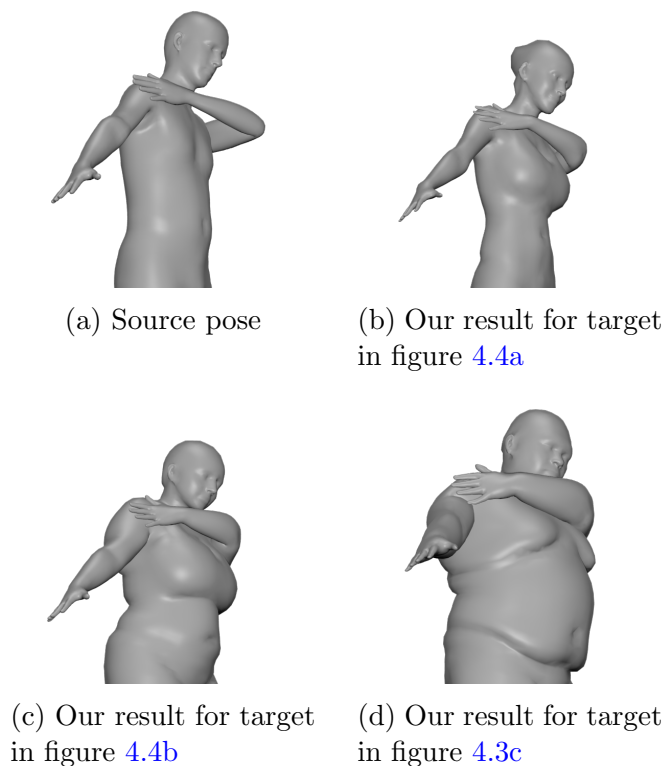 (a) Source pose
(b) Our result for target
in figure 4.4a
(c) Our result for target
in figure 4.4b
(d) Our result for target
in figure 4.3c